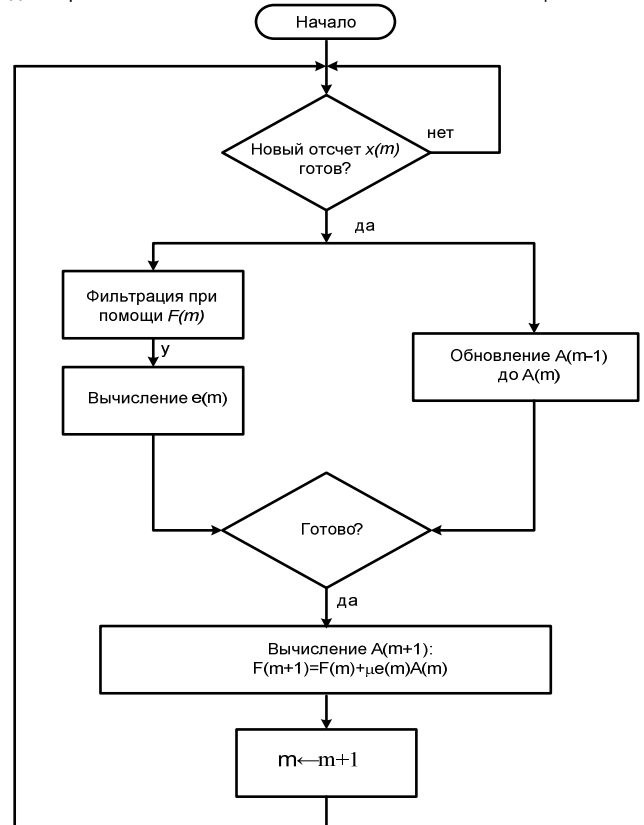 Начало
Новый отсчет x(m)
готов?
нет
да
Фильтрация при
помощи F(m)
y
Вычисление e(m)
Обновление A(m-1)
до A(m)
Готово?
да
Вычисление A(m+1):
F(m+1)=F(m)+μe(m)A(m)
m←m+1